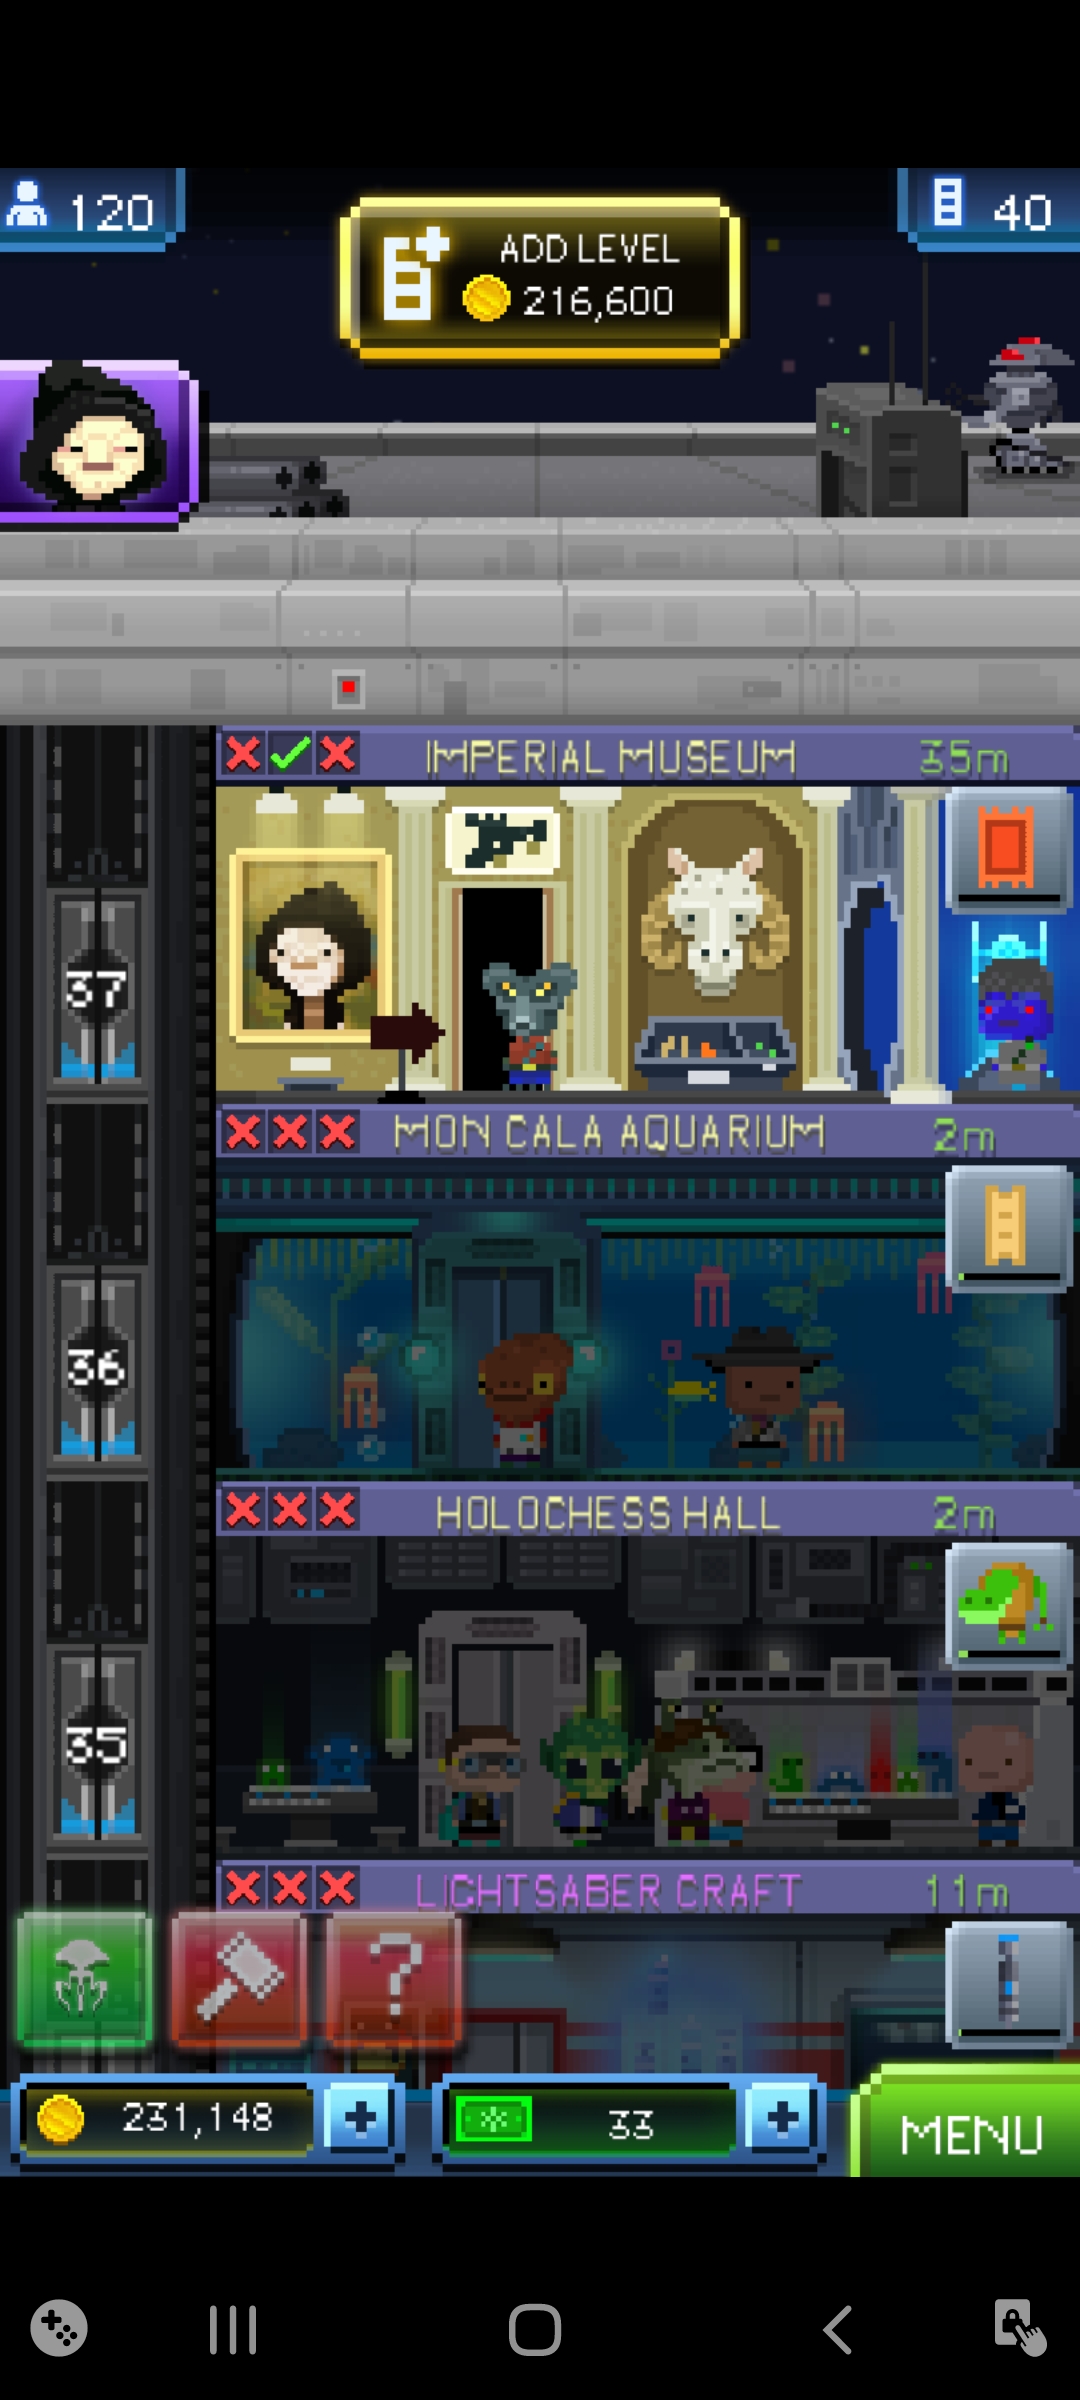 120
ADD LEVEL
216,600
40
IMPERIAL MUSEUM 35m
37
MON CALA AQUARIUM 2m
36
HOLOCHESS HALL 2m
35
LIGHTSABER CRAFT 11m
?
231,148 +
33 +
MENU